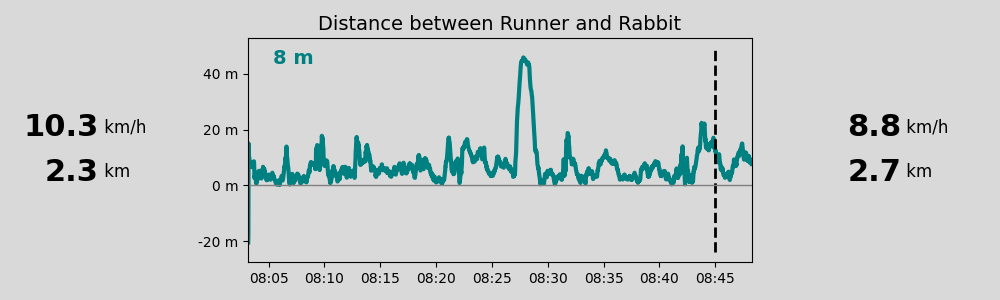 Distance between Runner and Rabbit
8 m
40 m
20 m
0 m
-20 m
10.3 km/h
2.3 km
8.8 km/h
2.7 km
08:05 08:10 08:15 08:20 08:25 08:30 08:35 08:40 08:45